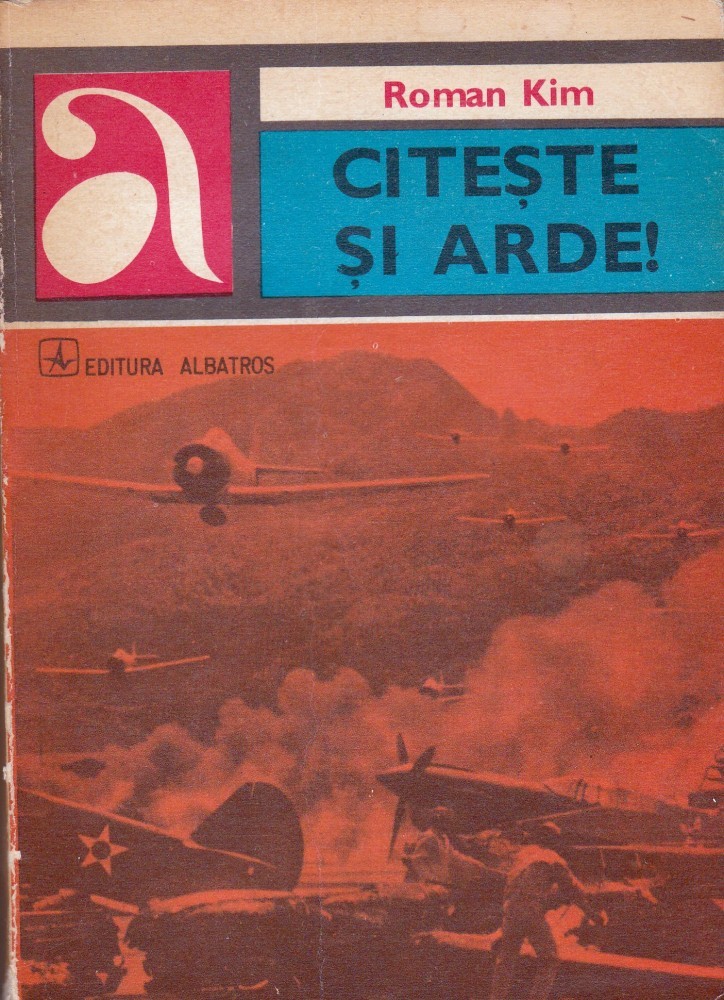 a
Roman Kim
CITEȘTE
ȘI ARDE!
EDITURA ALBATROS